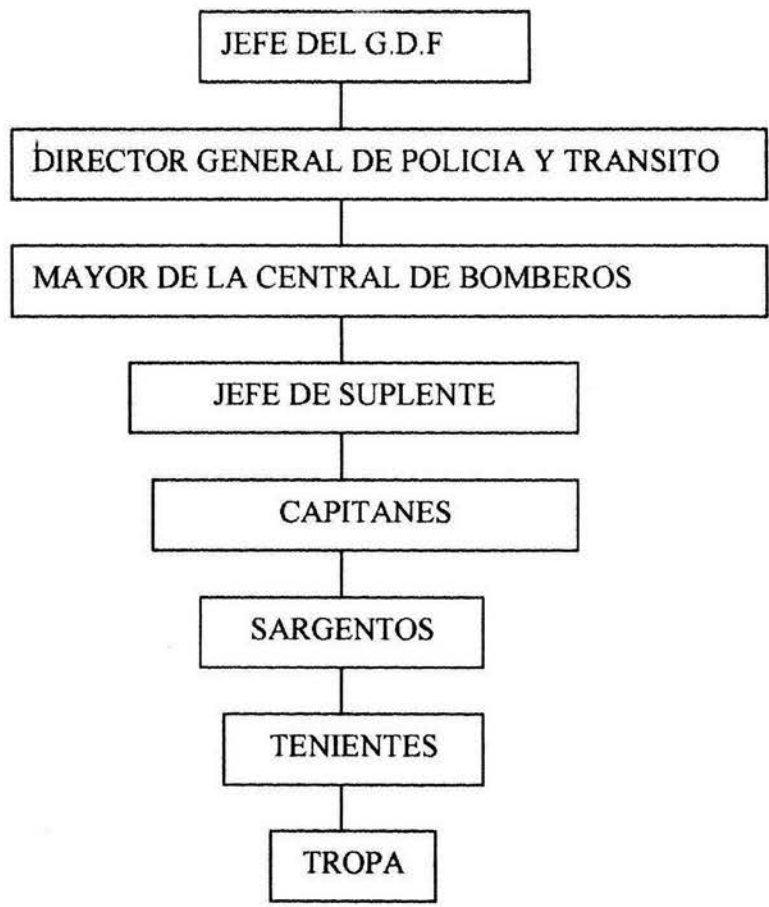 JEFE DEL G.D.F
DIRECTOR GENERAL DE POLICIA Y TRANSITO
MAYOR DE LA CENTRAL DE BOMBEROS
JEFE DE SUPLENTE
CAPITANES
SARGENTOS
TENIENTES
TROPA